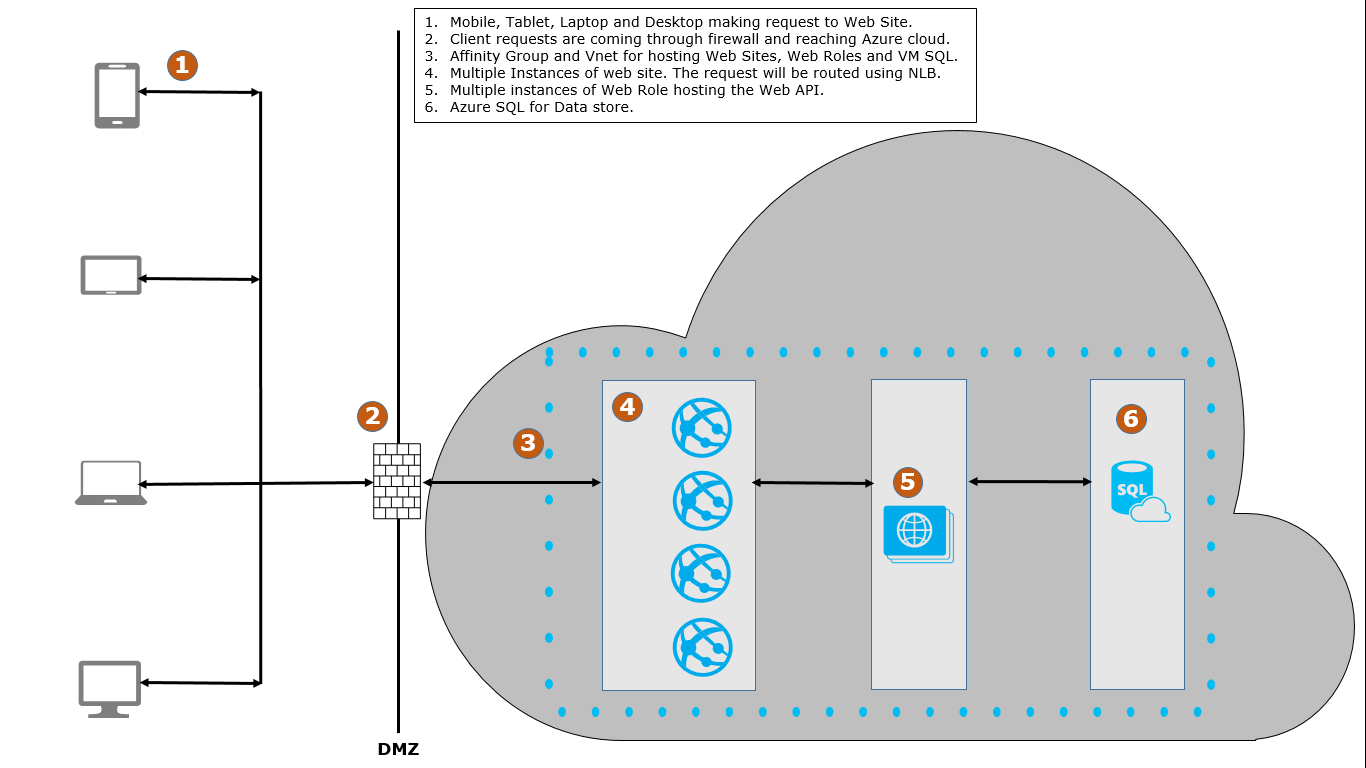 1. Mobile, Tablet, Laptop and Desktop making request to Web Site.
2. Client requests are coming through firewall and reaching Azure cloud.
3. Affinity Group and Vnet for hosting Web Sites, Web Roles and VM SQL.
4. Multiple Instances of web site. The request will be routed using NLB.
5. Multiple instances of Web Role hosting the Web API.
6. Azure SQL for Data store.
1
2
3
4
5
6
SQL
DMZ